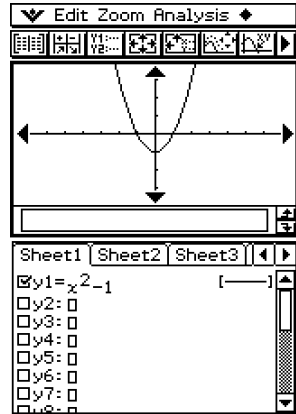 Edit Zoom Analysis
Sheet1 Sheet2 Sheet3
y1=x²-1
y2:
y3:
y4:
y5:
y6:
y7: